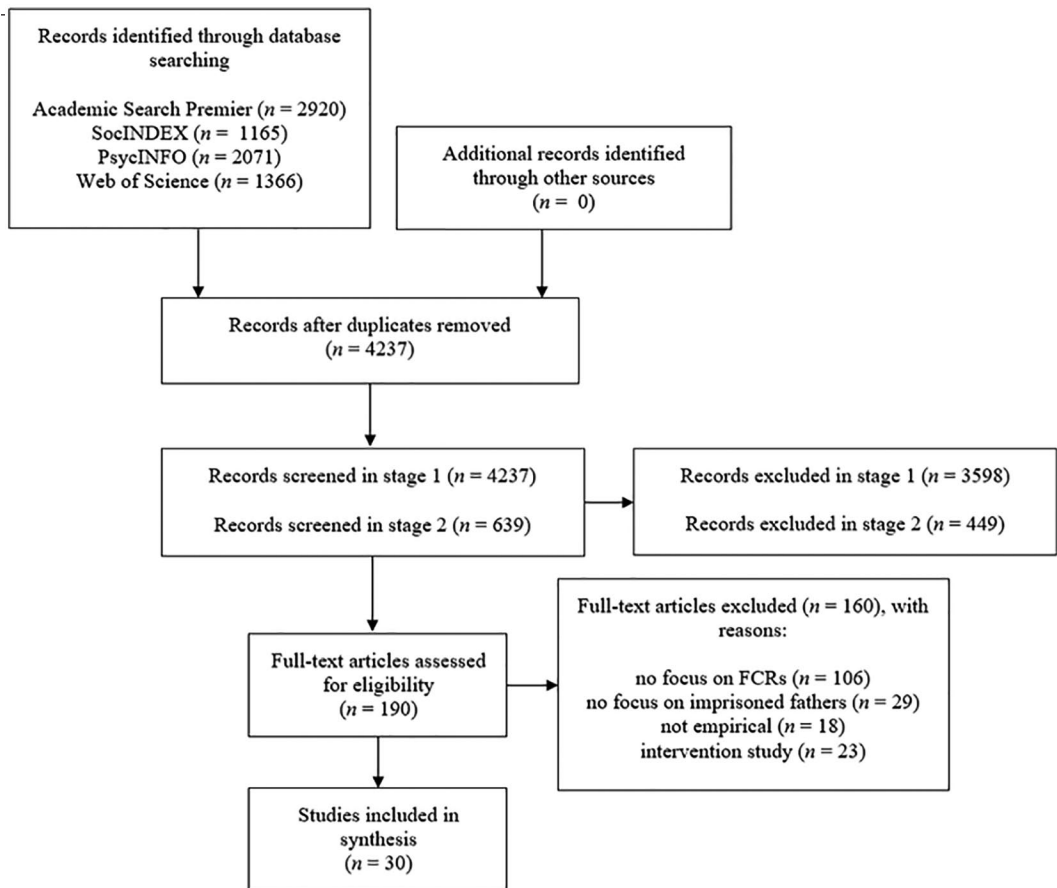 Records identified through database
searching
Academic Search Premier (n = 2920)
SocINDEX (n = 1165)
PsycINFO (n = 2071)
Web of Science (n = 1366)
Additional records identified
through other sources
(n = 0)
Records after duplicates removed
(n = 4237)
Records screened in stage 1 (n = 4237)
Records screened in stage 2 (n = 639)
Records excluded in stage 1 (n = 3598)
Records excluded in stage 2 (n = 449)
Full-text articles assessed
for eligibility
(n = 190)
Full-text articles excluded (n = 160), with
reasons:
no focus on FCRs (n = 106)
no focus on imprisoned fathers (n = 29)
not empirical (n = 18)
intervention study (n = 23)
Studies included in
synthesis
(n = 30)